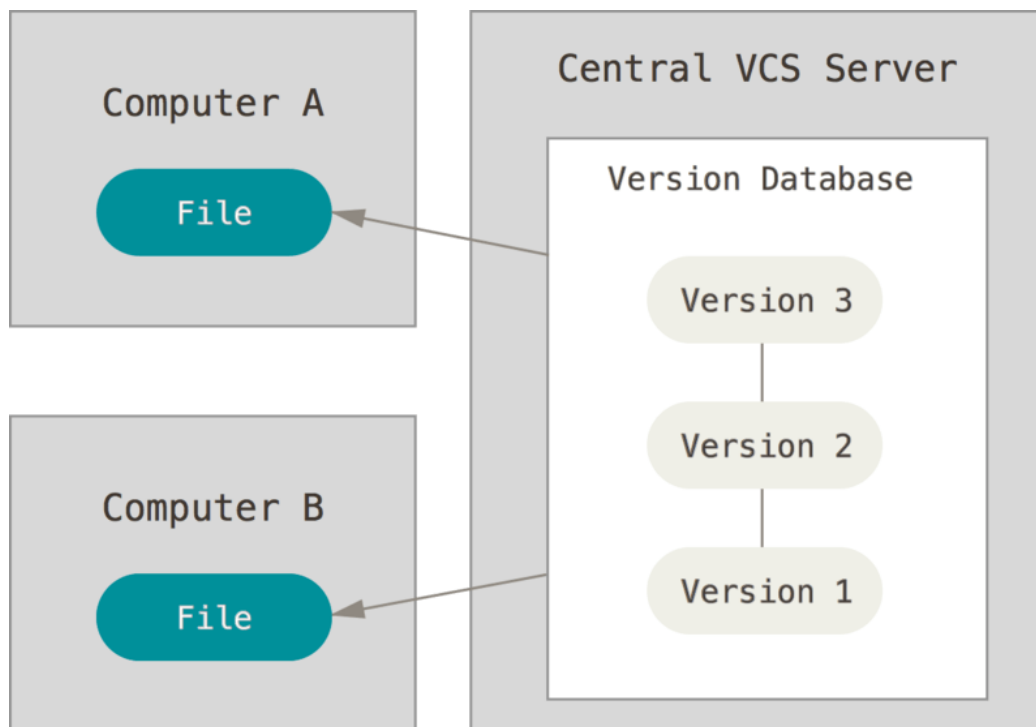 Computer A
File
Computer B
File
Central VCS Server
Version Database
Version 3
Version 2
Version 1